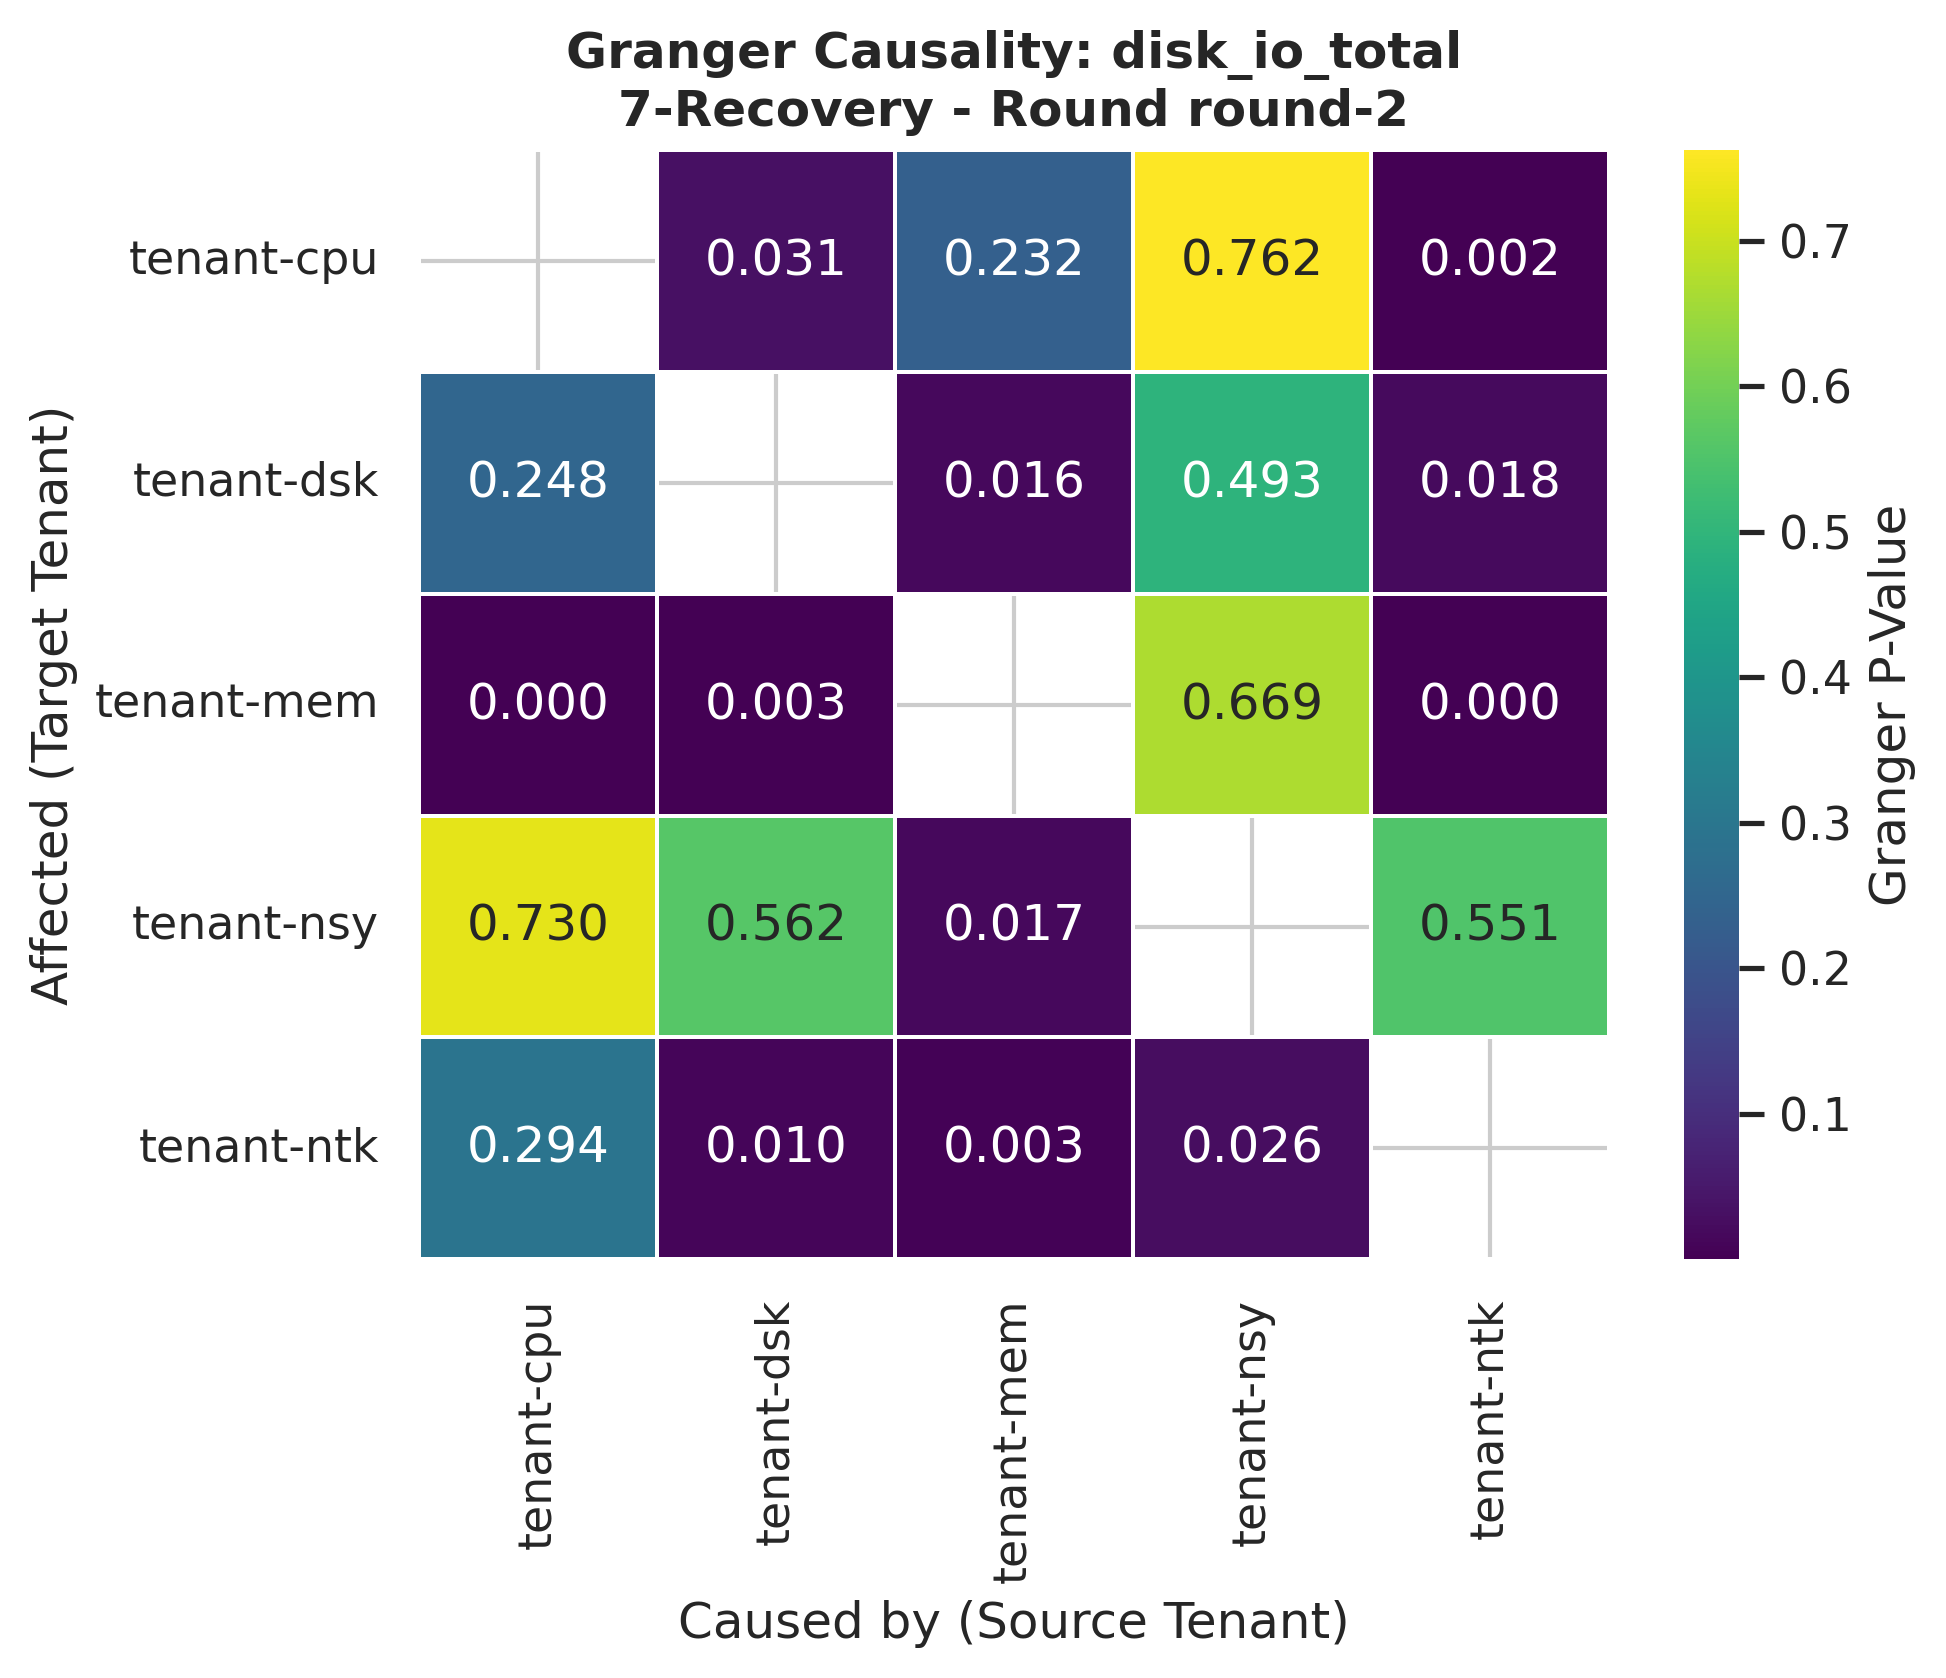 Granger Causality: disk_io_total
7-Recovery - Round round-2
Affected (Target Tenant)
tenant-cpu
0.031 0.232 0.762 0.002
tenant-dsk
0.248 0.016 0.493 0.018
tenant-mem
0.000 0.003 0.669 0.000
tenant-nsy
0.730 0.562 0.017 0.551
tenant-ntk
0.294 0.010 0.003 0.026
tenant-cpu
tenant-dsk
tenant-mem
tenant-nsy
tenant-ntk
Caused by (Source Tenant)
0.7
0.6
0.5
0.4
0.3
0.2
0.1
Granger P-Value